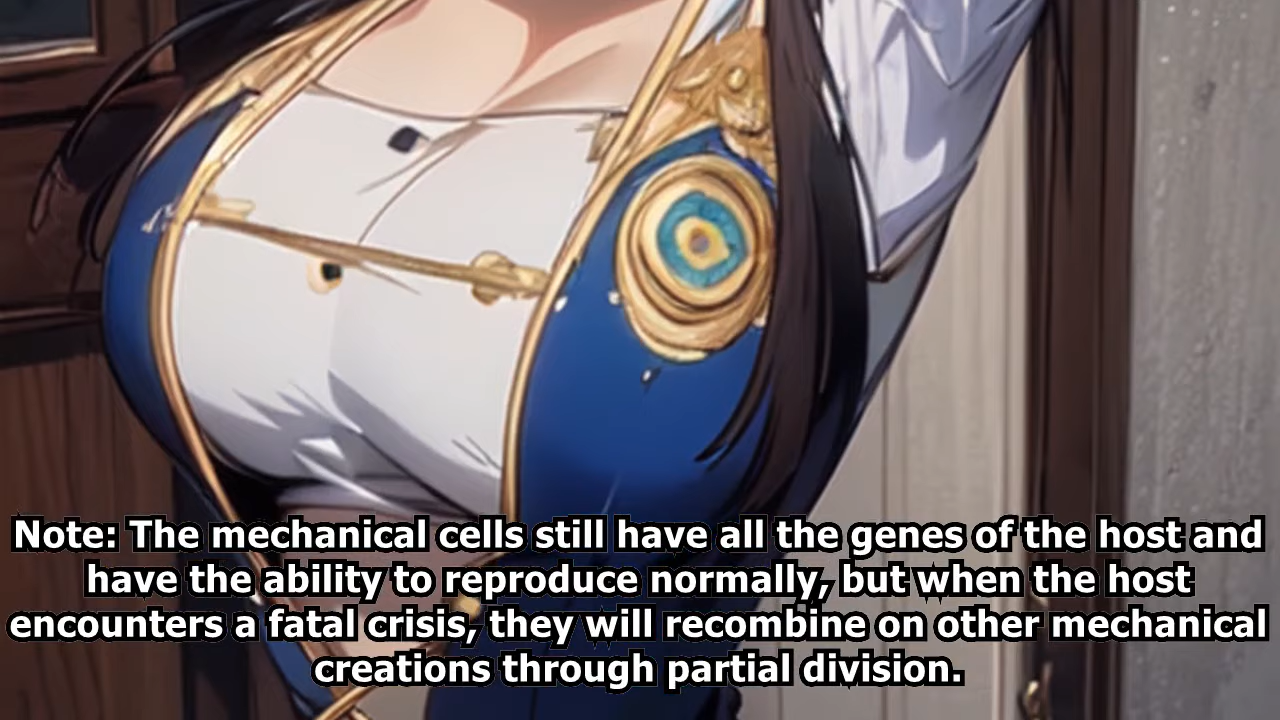 Note: The mechanical cells still have all the genes of the host and
have the ability to reproduce normally, but when the host
encounters a fatal crisis, they will recombine on other mechanical
creations through partial division.